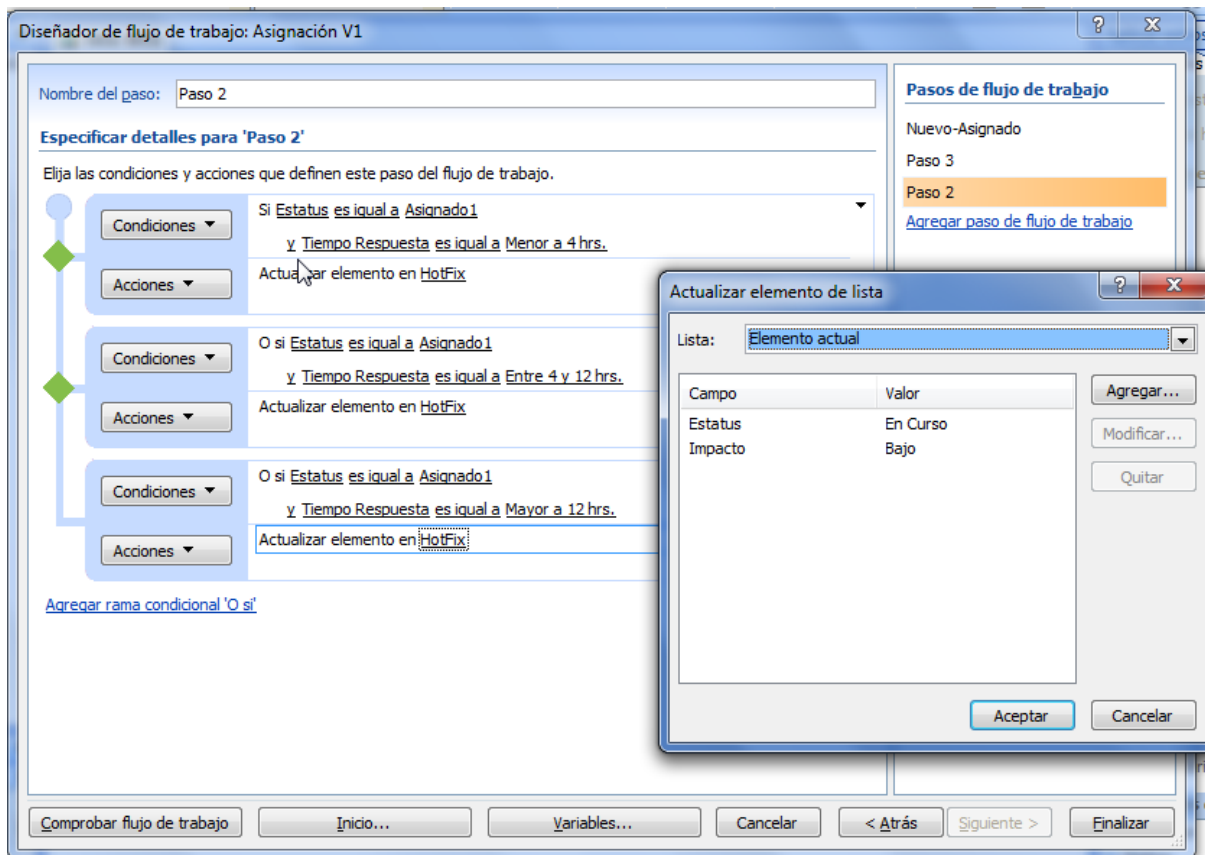 Diseñador de flujo de trabajo: Asignación V1
Nombre del paso: Paso 2
Especificar detalles para 'Paso 2'
Elija las condiciones y acciones que definen este paso del flujo de trabajo.
Condiciones
Si Estatus es igual a Asignado1
y Tiempo Respuesta es igual a Menor a 4 hrs.
Acciones
Actualizar elemento en HotFix
Condiciones
O si Estatus es igual a Asignado1
y Tiempo Respuesta es igual a Entre 4 y 12 hrs.
Acciones
Actualizar elemento en HotFix
Condiciones
O si Estatus es igual a Asignado1
y Tiempo Respuesta es igual a Mayor a 12 hrs.
Acciones
Actualizar elemento en HotFix
Agregar rama condicional 'O si'
Pasos de flujo de trabajo
Nuevo-Asignado
Paso 3
Paso 2
Agregar paso de flujo de trabajo
Actualizar elemento de lista
Lista: Elemento actual
Campo Valor
Estatus En Curso
Impacto Bajo
Agregar...
Modificar...
Quitar
Aceptar Cancelar
Comprobar flujo de trabajo Inicio... Variables... Cancelar < Atrás Siguiente > Finalizar